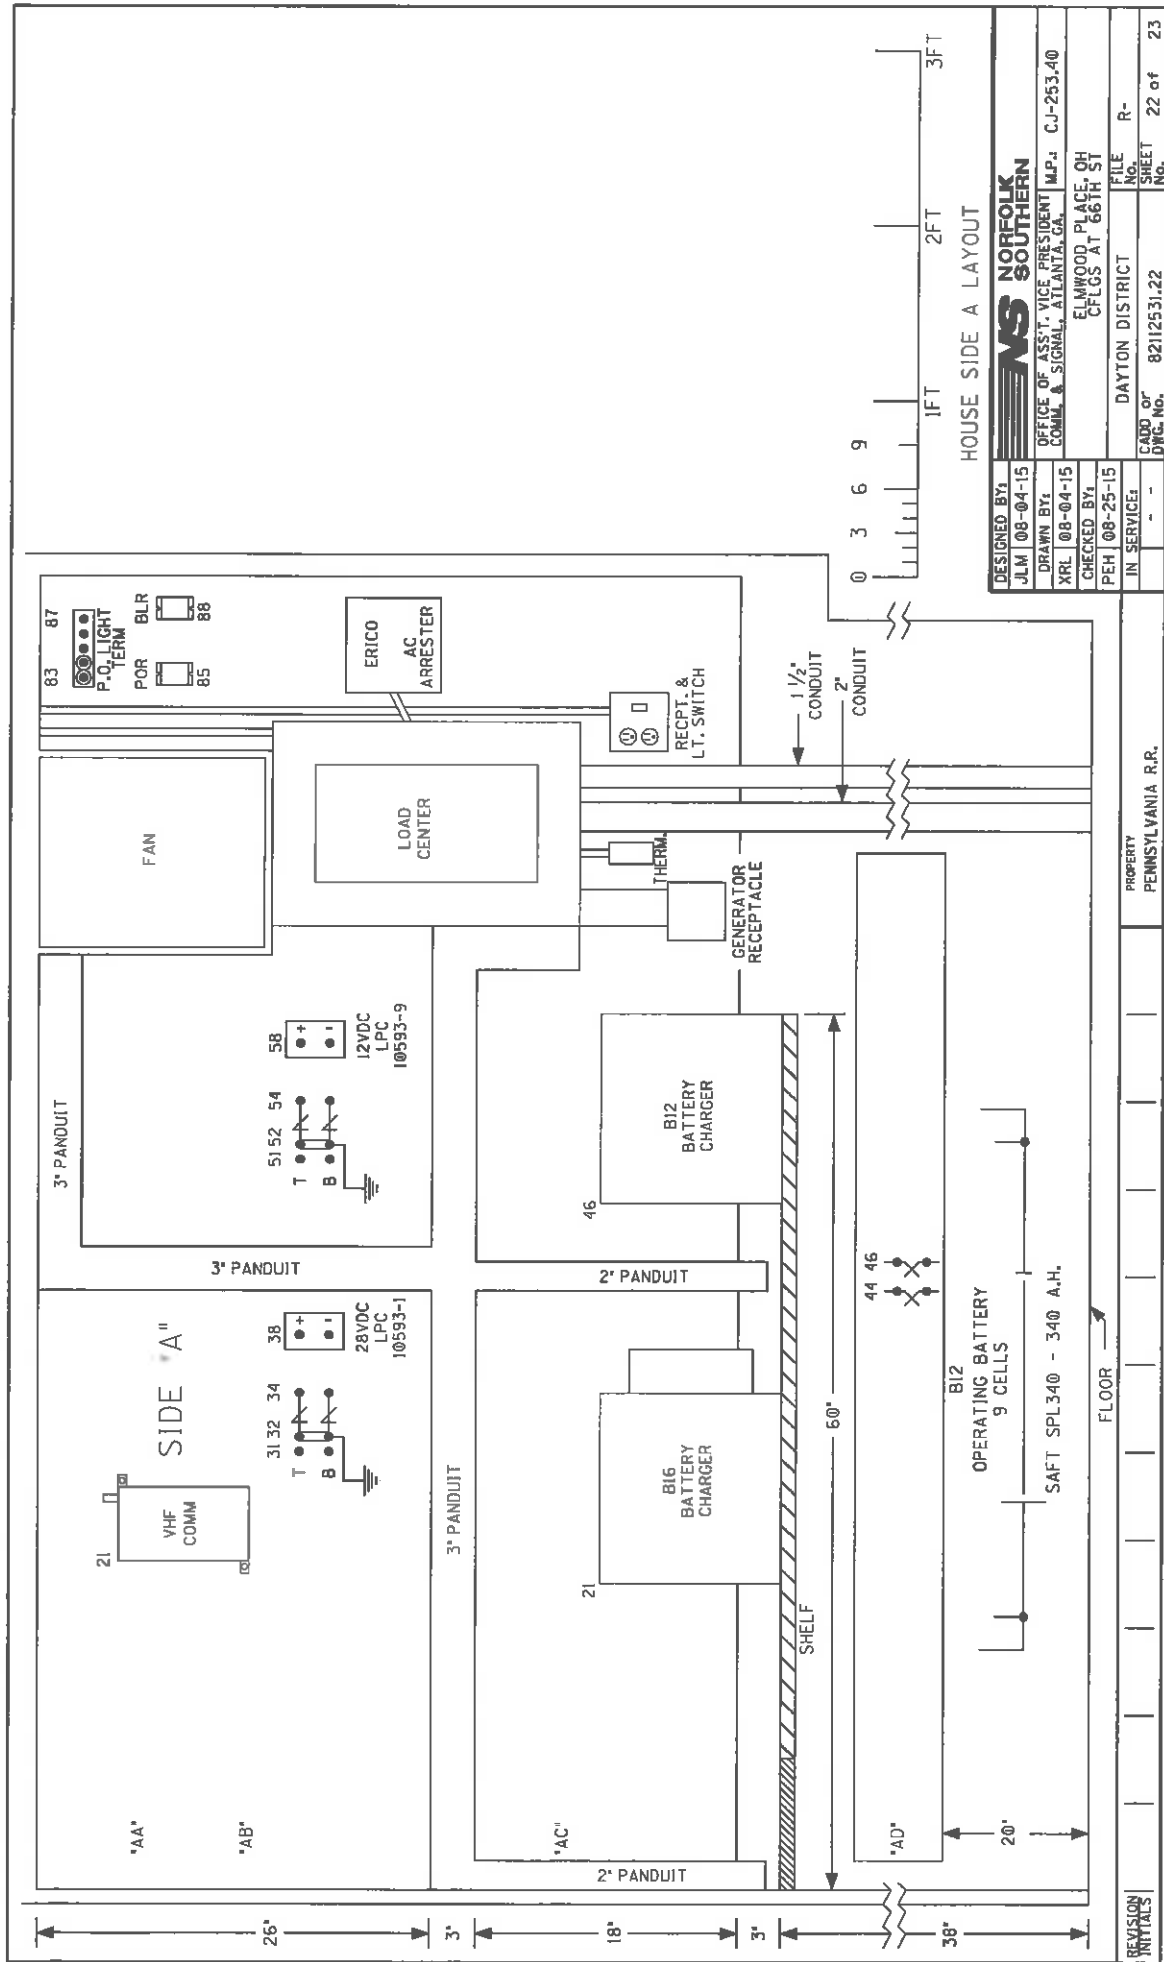 3" PANDUIT
FAN
83 87
P.O. LIGHT
TERM
POR BLR
85 88
ERICO
AC
ARRESTER
"AA"
"AB"
21
VHF
COMM
SIDE "A"
31 32 34
T
B
38
+ -
28VDC
LPC
10593-1
3" PANDUIT
51 52 54
T
B
58
+ -
12VDC
LPC
10593-9
LOAD
CENTER
RECPT. &
LT. SWITCH
THERM.
GENERATOR
RECEPTACLE
26"
3"
18"
3"
38"
3" PANDUIT
"AC"
2" PANDUIT
2" PANDUIT
21
B16
BATTERY
CHARGER
46
B12
BATTERY
CHARGER
1 1/2"
CONDUIT
2"
CONDUIT
SHELF
60"
"AD"
44 46
20"
B12
OPERATING BATTERY
9 CELLS
SAFT SPL340 - 340 A.H.
FLOOR
0 3 6 9
1FT 2FT 3FT
HOUSE SIDE A LAYOUT
REVISION
INITIALS
PROPERTY
PENNSYLVANIA R.R.
DESIGNED BY:
JLM 08-04-15
DRAWN BY:
XRL 08-04-15
CHECKED BY:
PEH 08-25-15
IN SERVICE:
- -
NS NORFOLK
SOUTHERN
OFFICE OF ASS'T. VICE PRESIDENT
COMM. & SIGNAL, ATLANTA, GA.
M.P.: CJ-253.40
ELMWOOD PLACE, OH
CFLGS AT 66TH ST
DAYTON DISTRICT
FILE
NO. R-
CADD or
DWG. No. 82112531.22
SHEET
NO. 22 of 23